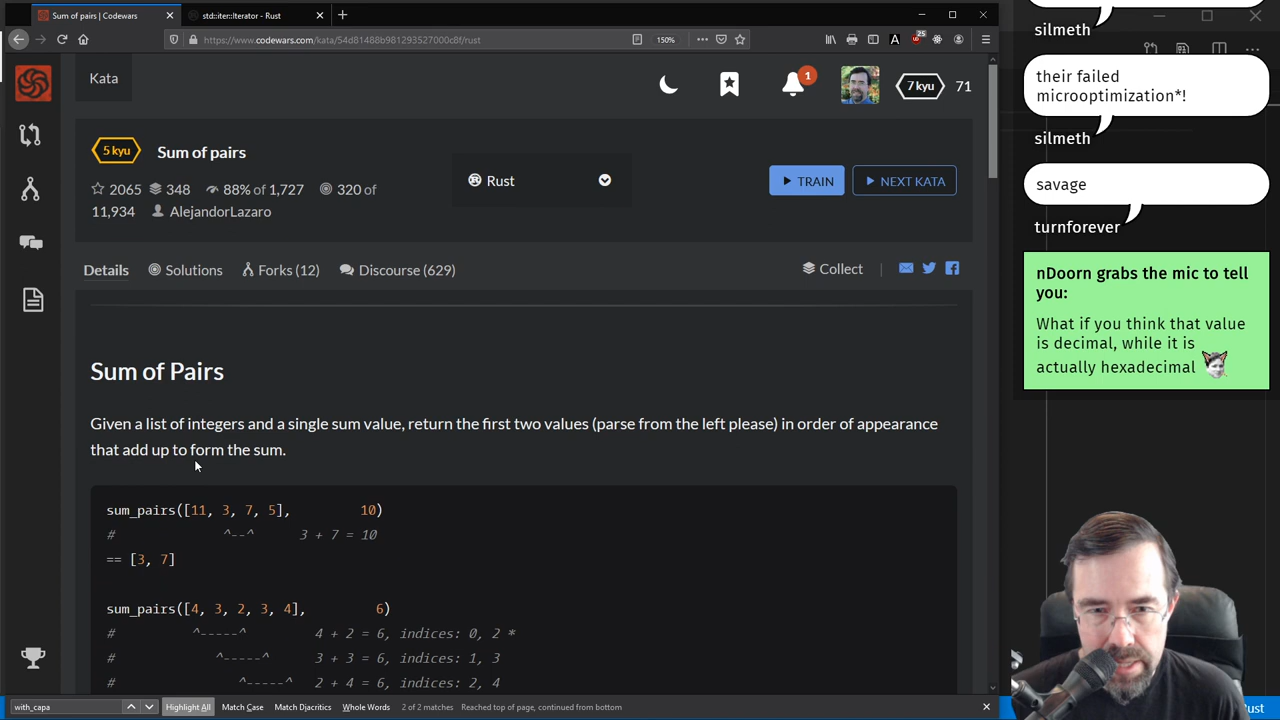 Sum of pairs | Codewars
std::iter::Iterator - Rust
https://www.codewars.com/kata/54d81488b981293527000c8f/rust
150%
25
Kata
1
7 kyu
71
5 kyu
Sum of pairs
Rust
TRAIN
NEXT KATA
2065
348
88% of 1,727
320 of
11,934
AlejandorLazaro
Details
Solutions
Forks (12)
Discourse (629)
Collect
Sum of Pairs
Given a list of integers and a single sum value, return the first two values (parse from the left please) in order of appearance
that add up to form the sum.
sum_pairs([11, 3, 7, 5], 10)
# ^--^ 3 + 7 = 10
== [3, 7]
sum_pairs([4, 3, 2, 3, 4], 6)
# ^-----^ 4 + 2 = 6, indices: 0, 2 *
# ^-----^ 3 + 3 = 6, indices: 1, 3
# ^-----^ 2 + 4 = 6, indices: 2, 4
with_capa
Highlight All
Match Case
Match Diacritics
Whole Words
2 of 2 matches
Reached top of page, continued from bottom
silmeth
their failed
microoptimization*!
silmeth
savage
turnforever
nDoorn grabs the mic to tell
you:
What if you think that value
is decimal, while it is
actually hexadecimal
ust